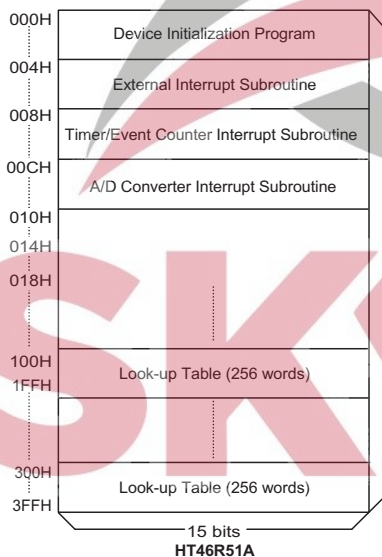 000H
Device Initialization Program
004H
External Interrupt Subroutine
008H
Timer/Event Counter Interrupt Subroutine
00CH
A/D Converter Interrupt Subroutine
010H
014H
018H
100H
Look-up Table (256 words)
1FFH
300H
Look-up Table (256 words)
3FFH
15 bits
HT46R51A
SK